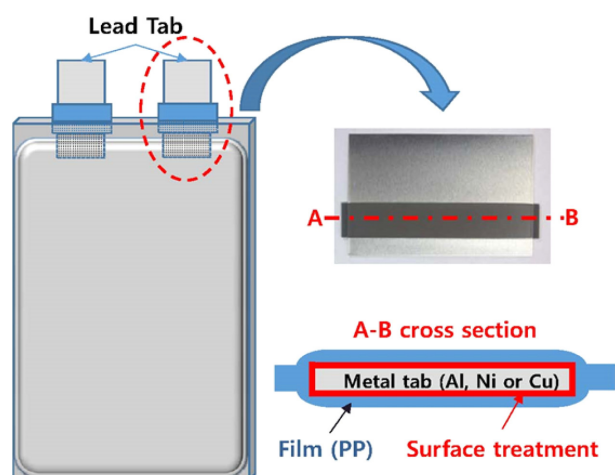 Lead Tab
A
B
A-B cross section
Metal tab (Al, Ni or Cu)
Film (PP)
Surface treatment